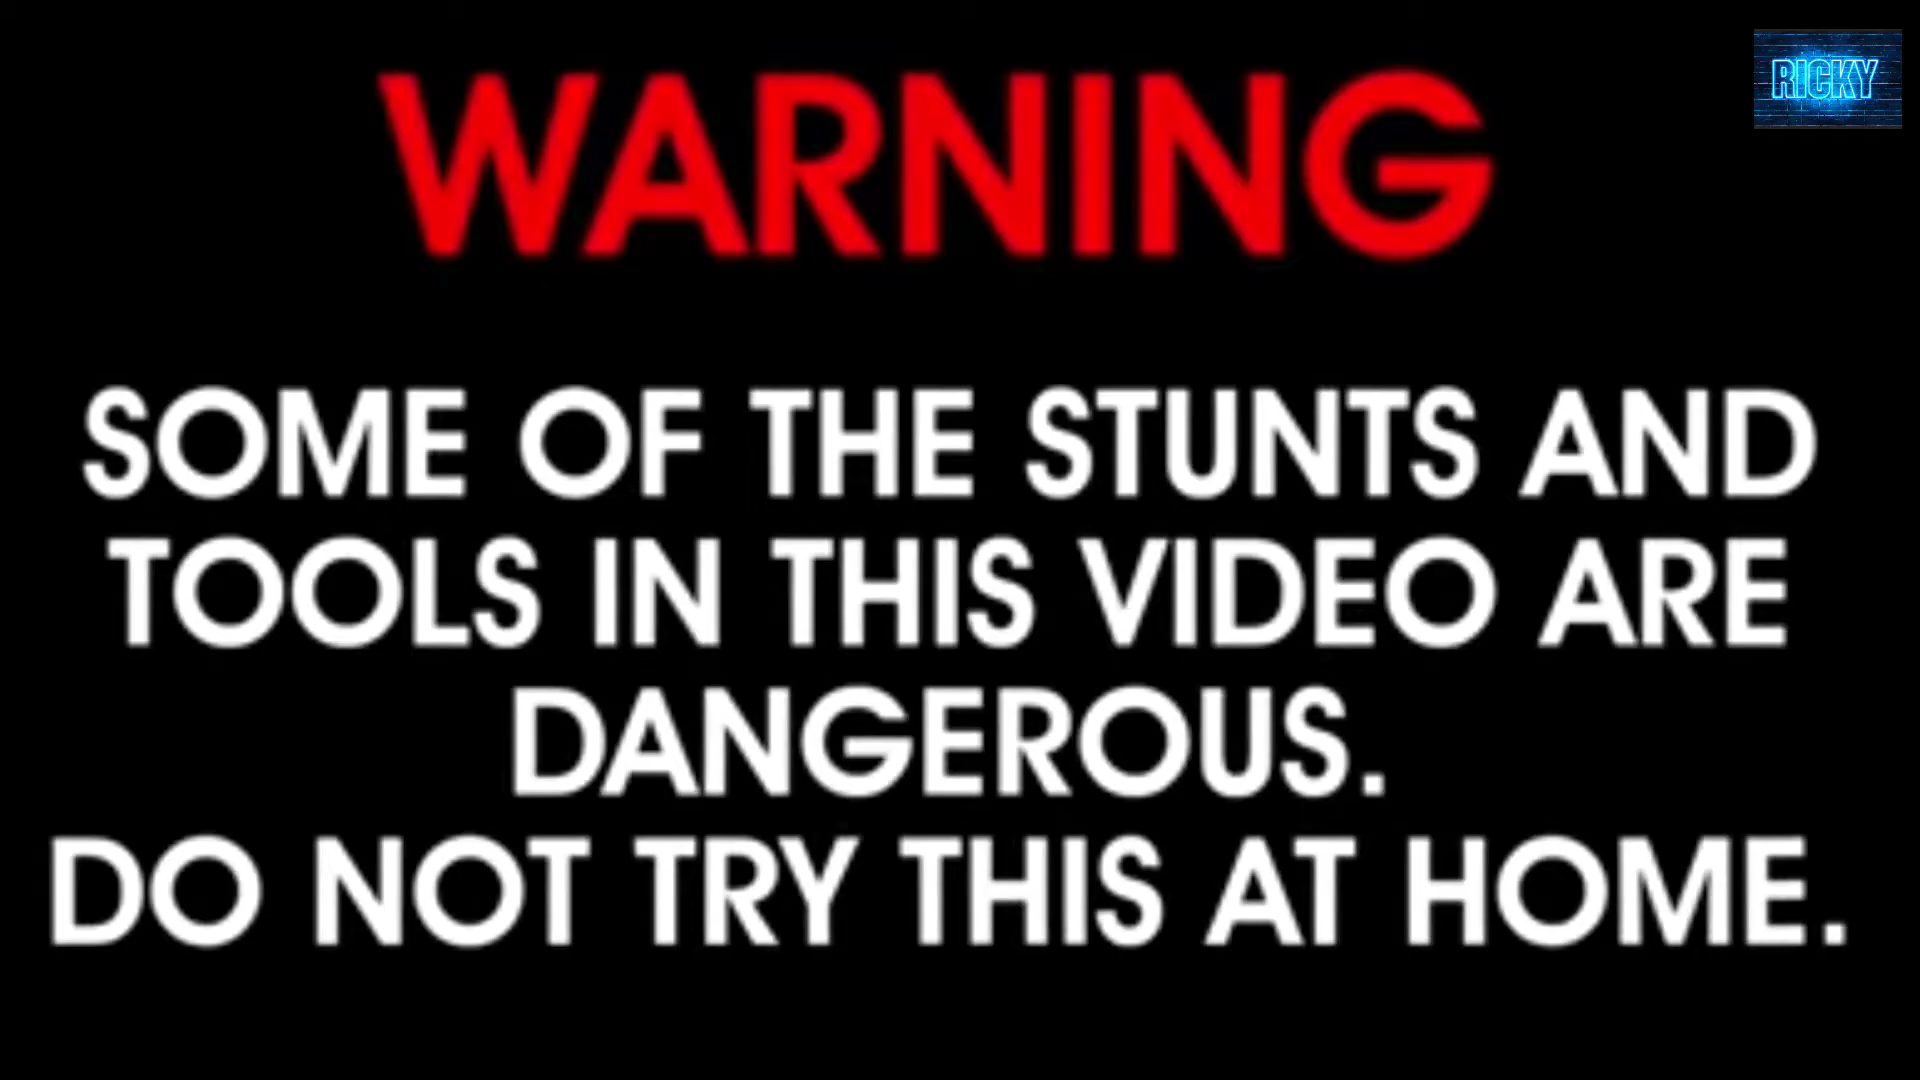 RICKY
WARNING
SOME OF THE STUNTS AND
TOOLS IN THIS VIDEO ARE
DANGEROUS.
DO NOT TRY THIS AT HOME.